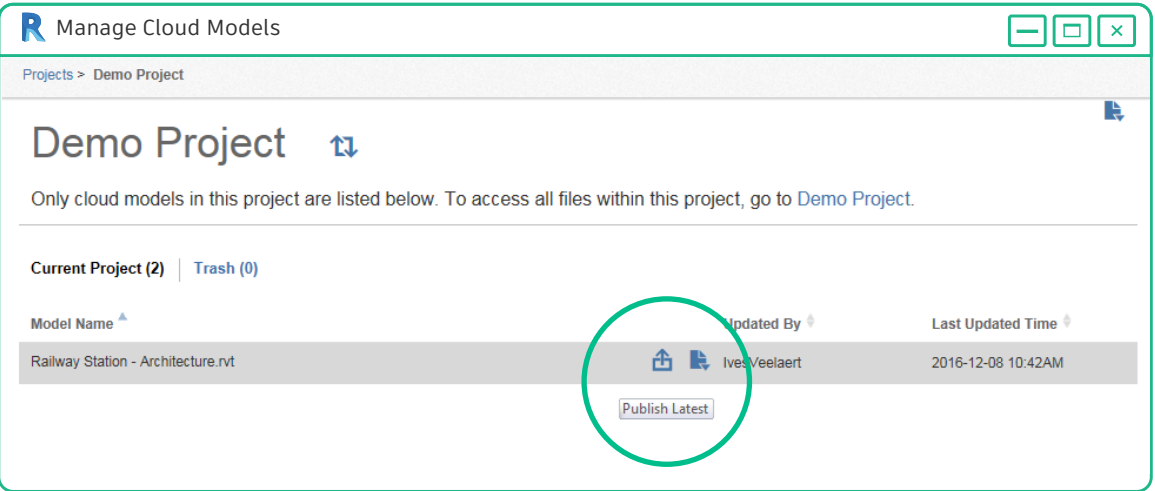 R Manage Cloud Models
Projects > Demo Project
Demo Project
Only cloud models in this project are listed below. To access all files within this project, go to Demo Project.
Current Project (2) Trash (0)
Model Name Updated By Last Updated Time
Railway Station - Architecture.rvt IvesVeelaert 2016-12-08 10:42AM
Publish Latest